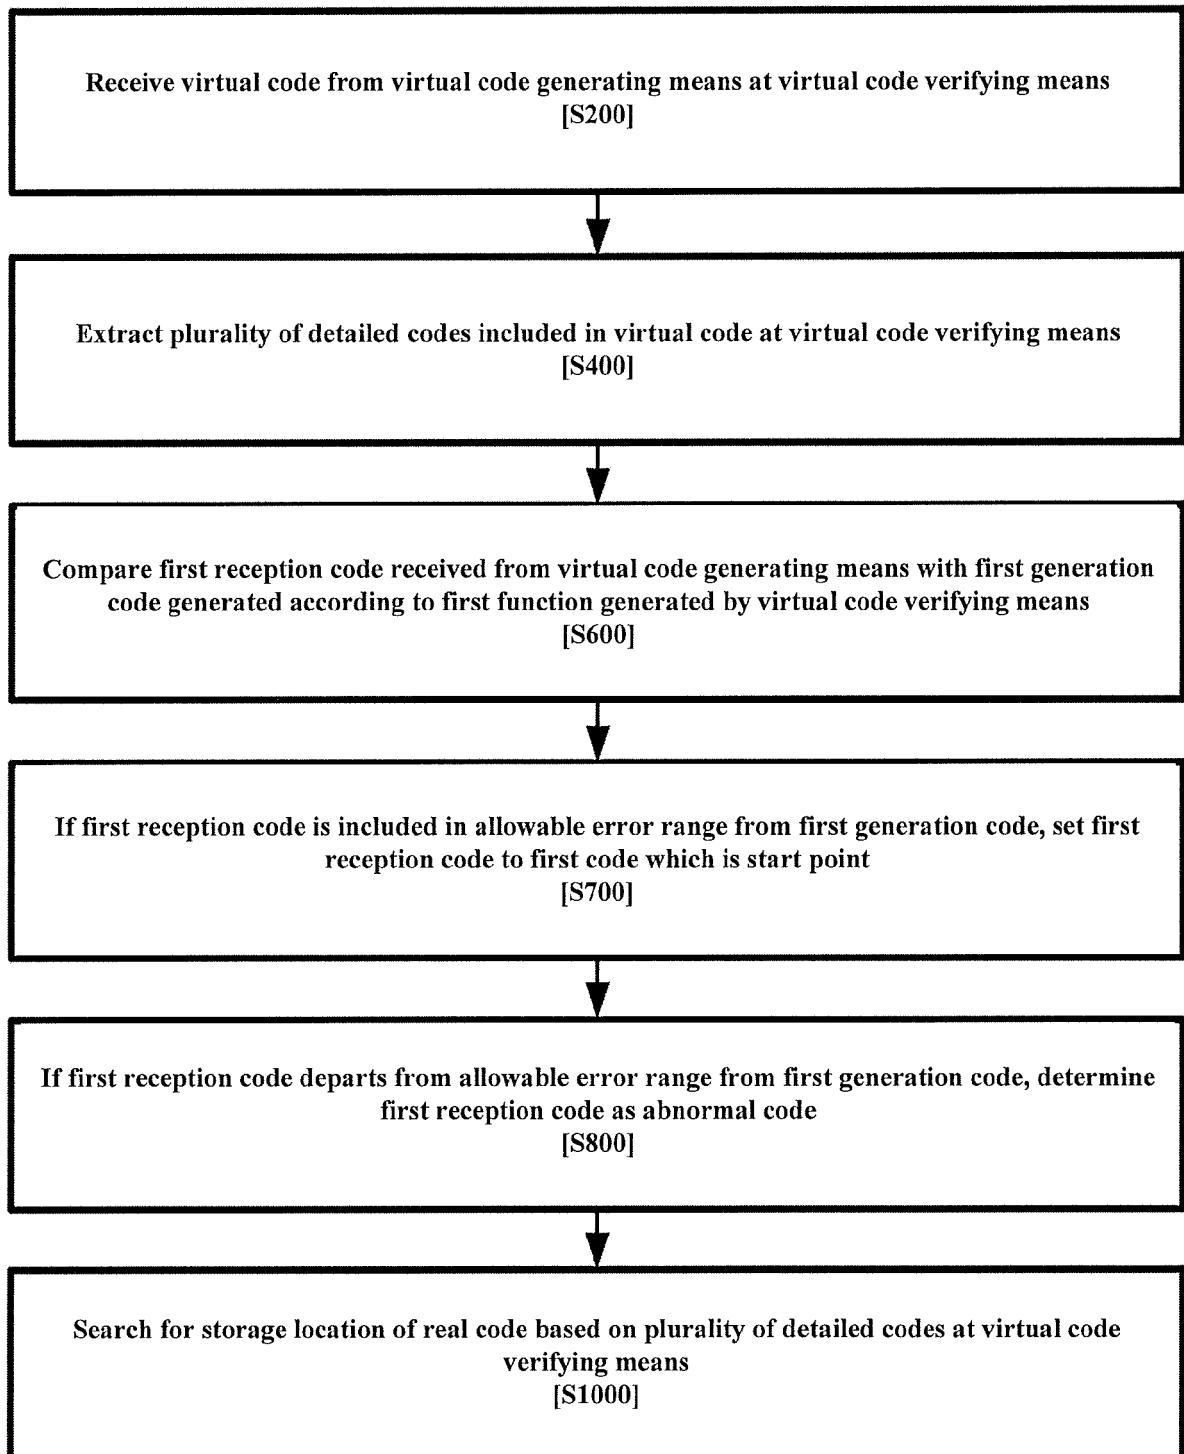 Receive virtual code from virtual code generating means at virtual code verifying means
[S200]
Extract plurality of detailed codes included in virtual code at virtual code verifying means
[S400]
Compare first reception code received from virtual code generating means with first generation
code generated according to first function generated by virtual code verifying means
[S600]
If first reception code is included in allowable error range from first generation code, set first
reception code to first code which is start point
[S700]
If first reception code departs from allowable error range from first generation code, determine
first reception code as abnormal code
[S800]
Search for storage location of real code based on plurality of detailed codes at virtual code
verifying means
[S1000]